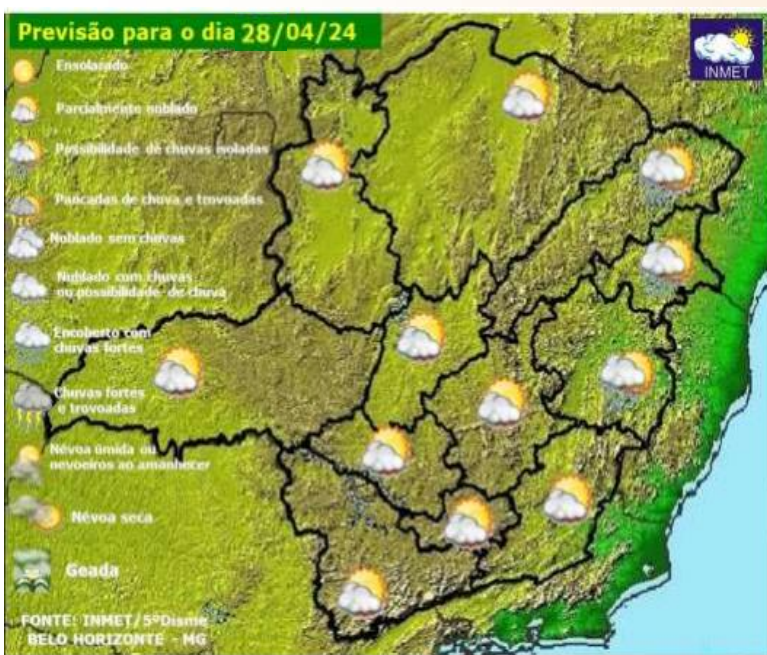 Previsão para o dia 28/04/24
INMET
Ensolarado
Parcialmente noblado
Possibilidade de chuvas isoladas
Pancadas de chuva e trovoadas
Noblado sem chuvas
Nublado com chuvas
ou possibilidade de chuva
Encoberto com
chuvas fortes
Chuvas fortes
e trovoadas
Névoa úmida ou
nevoeiros ao amanhecer
Névoa seca
Geada
FONTE: INMET/5ºDisme
BELO HORIZONTE - MG